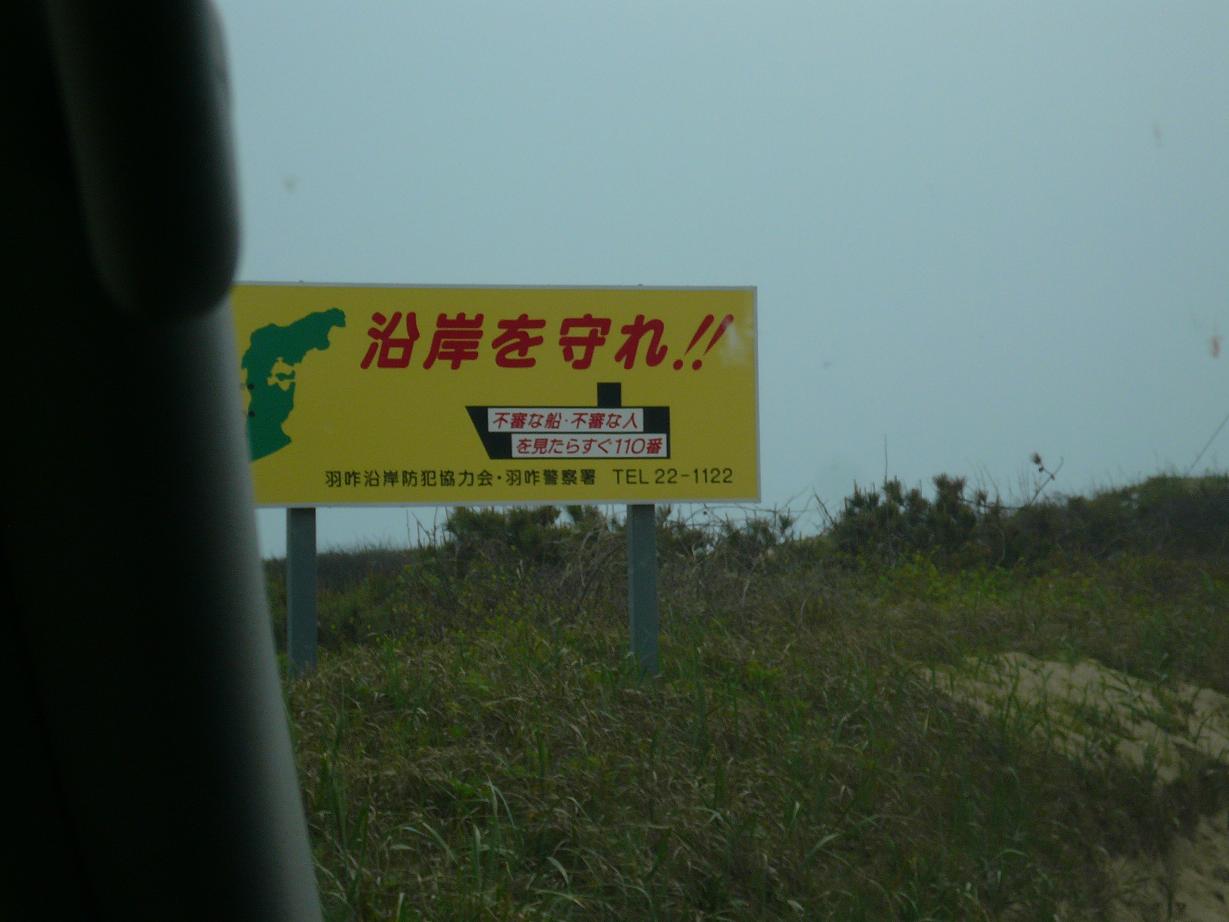 沿岸を守れ!!
不審な船・不審な人
を見たらすぐ110番
羽咋沿岸防犯協力会・羽咋警察署 TEL 22-1122